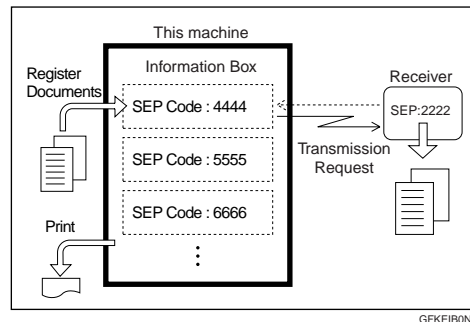 This machine
Information Box
Register
Documents
SEP Code : 4444
SEP Code : 5555
SEP Code : 6666
Print
Receiver
SEP:2222
Transmission
Request
GFKEIB0N